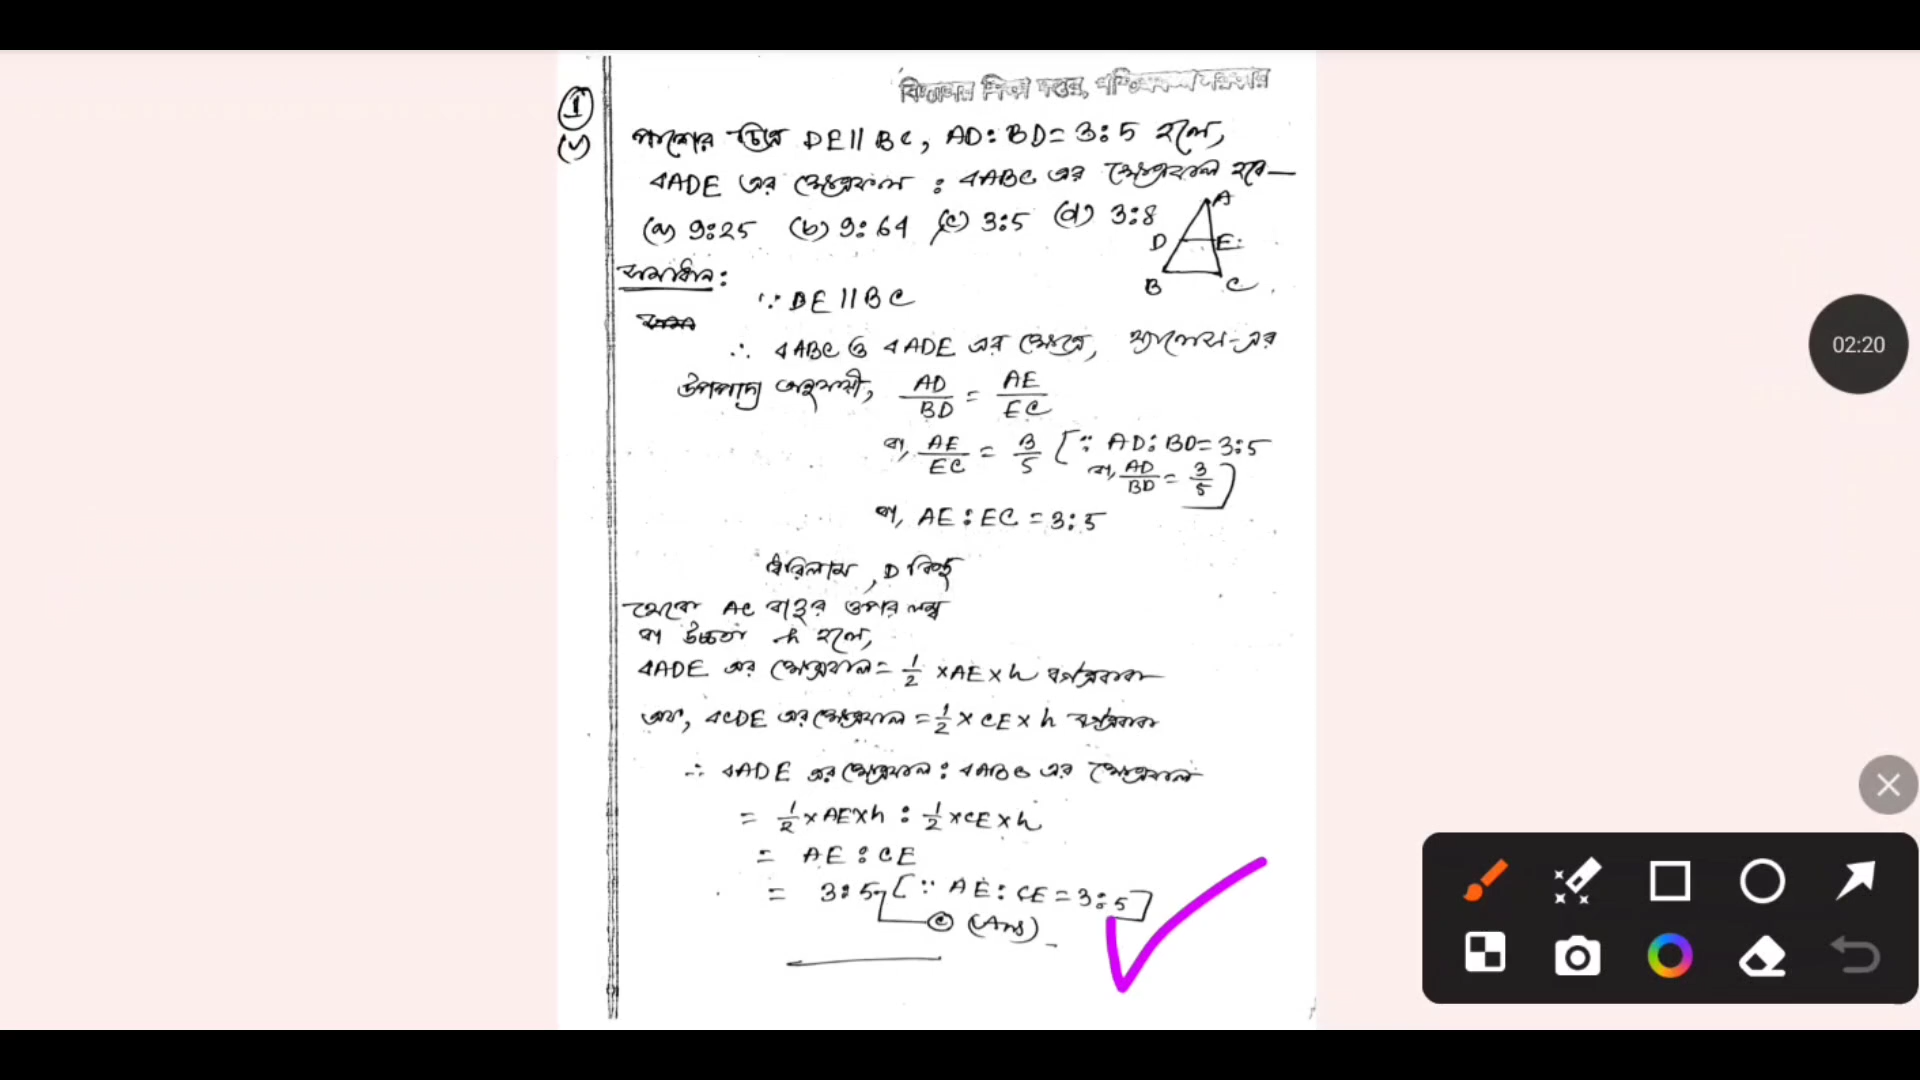 1
পাশের চিত্রে DE || BC, AD : BD = 3 : 5 হলে,
ΔADE এর ক্ষেত্রফল : ΔABC এর ক্ষেত্রফল হবে—
(a) 9:25 (b) 9:64 (c) 3:5 (d) 3:8
A
D E
B C
সমাধান:
∵ DE || BC
∴ ΔABC ও ΔADE এর ক্ষেত্রে, থ্যালেস-এর
উপপাদ্য অনুযায়ী, AD/BD = AE/EC
বা, AE/EC = 3/5 [∵ AD : BD = 3:5
বা, AD/BD = 3/5]
বা, AE : EC = 3:5
ধরিলাম, D বিন্দু
থেকে AC বাহুর ওপর লম্ব
বা উচ্চতা h হলে,
ΔADE এর ক্ষেত্রফল = 1/2 × AE × h বর্গএকক
ΔCDE এর ক্ষেত্রফল = 1/2 × CE × h বর্গএকক
∴ ΔADE এর ক্ষেত্রফল : ΔABC এর ক্ষেত্রফল
= 1/2 × AE × h : 1/2 × CE × h
= AE : CE
= 3:5 [∵ AE : CE = 3:5]
(c) (Ans)
02:20